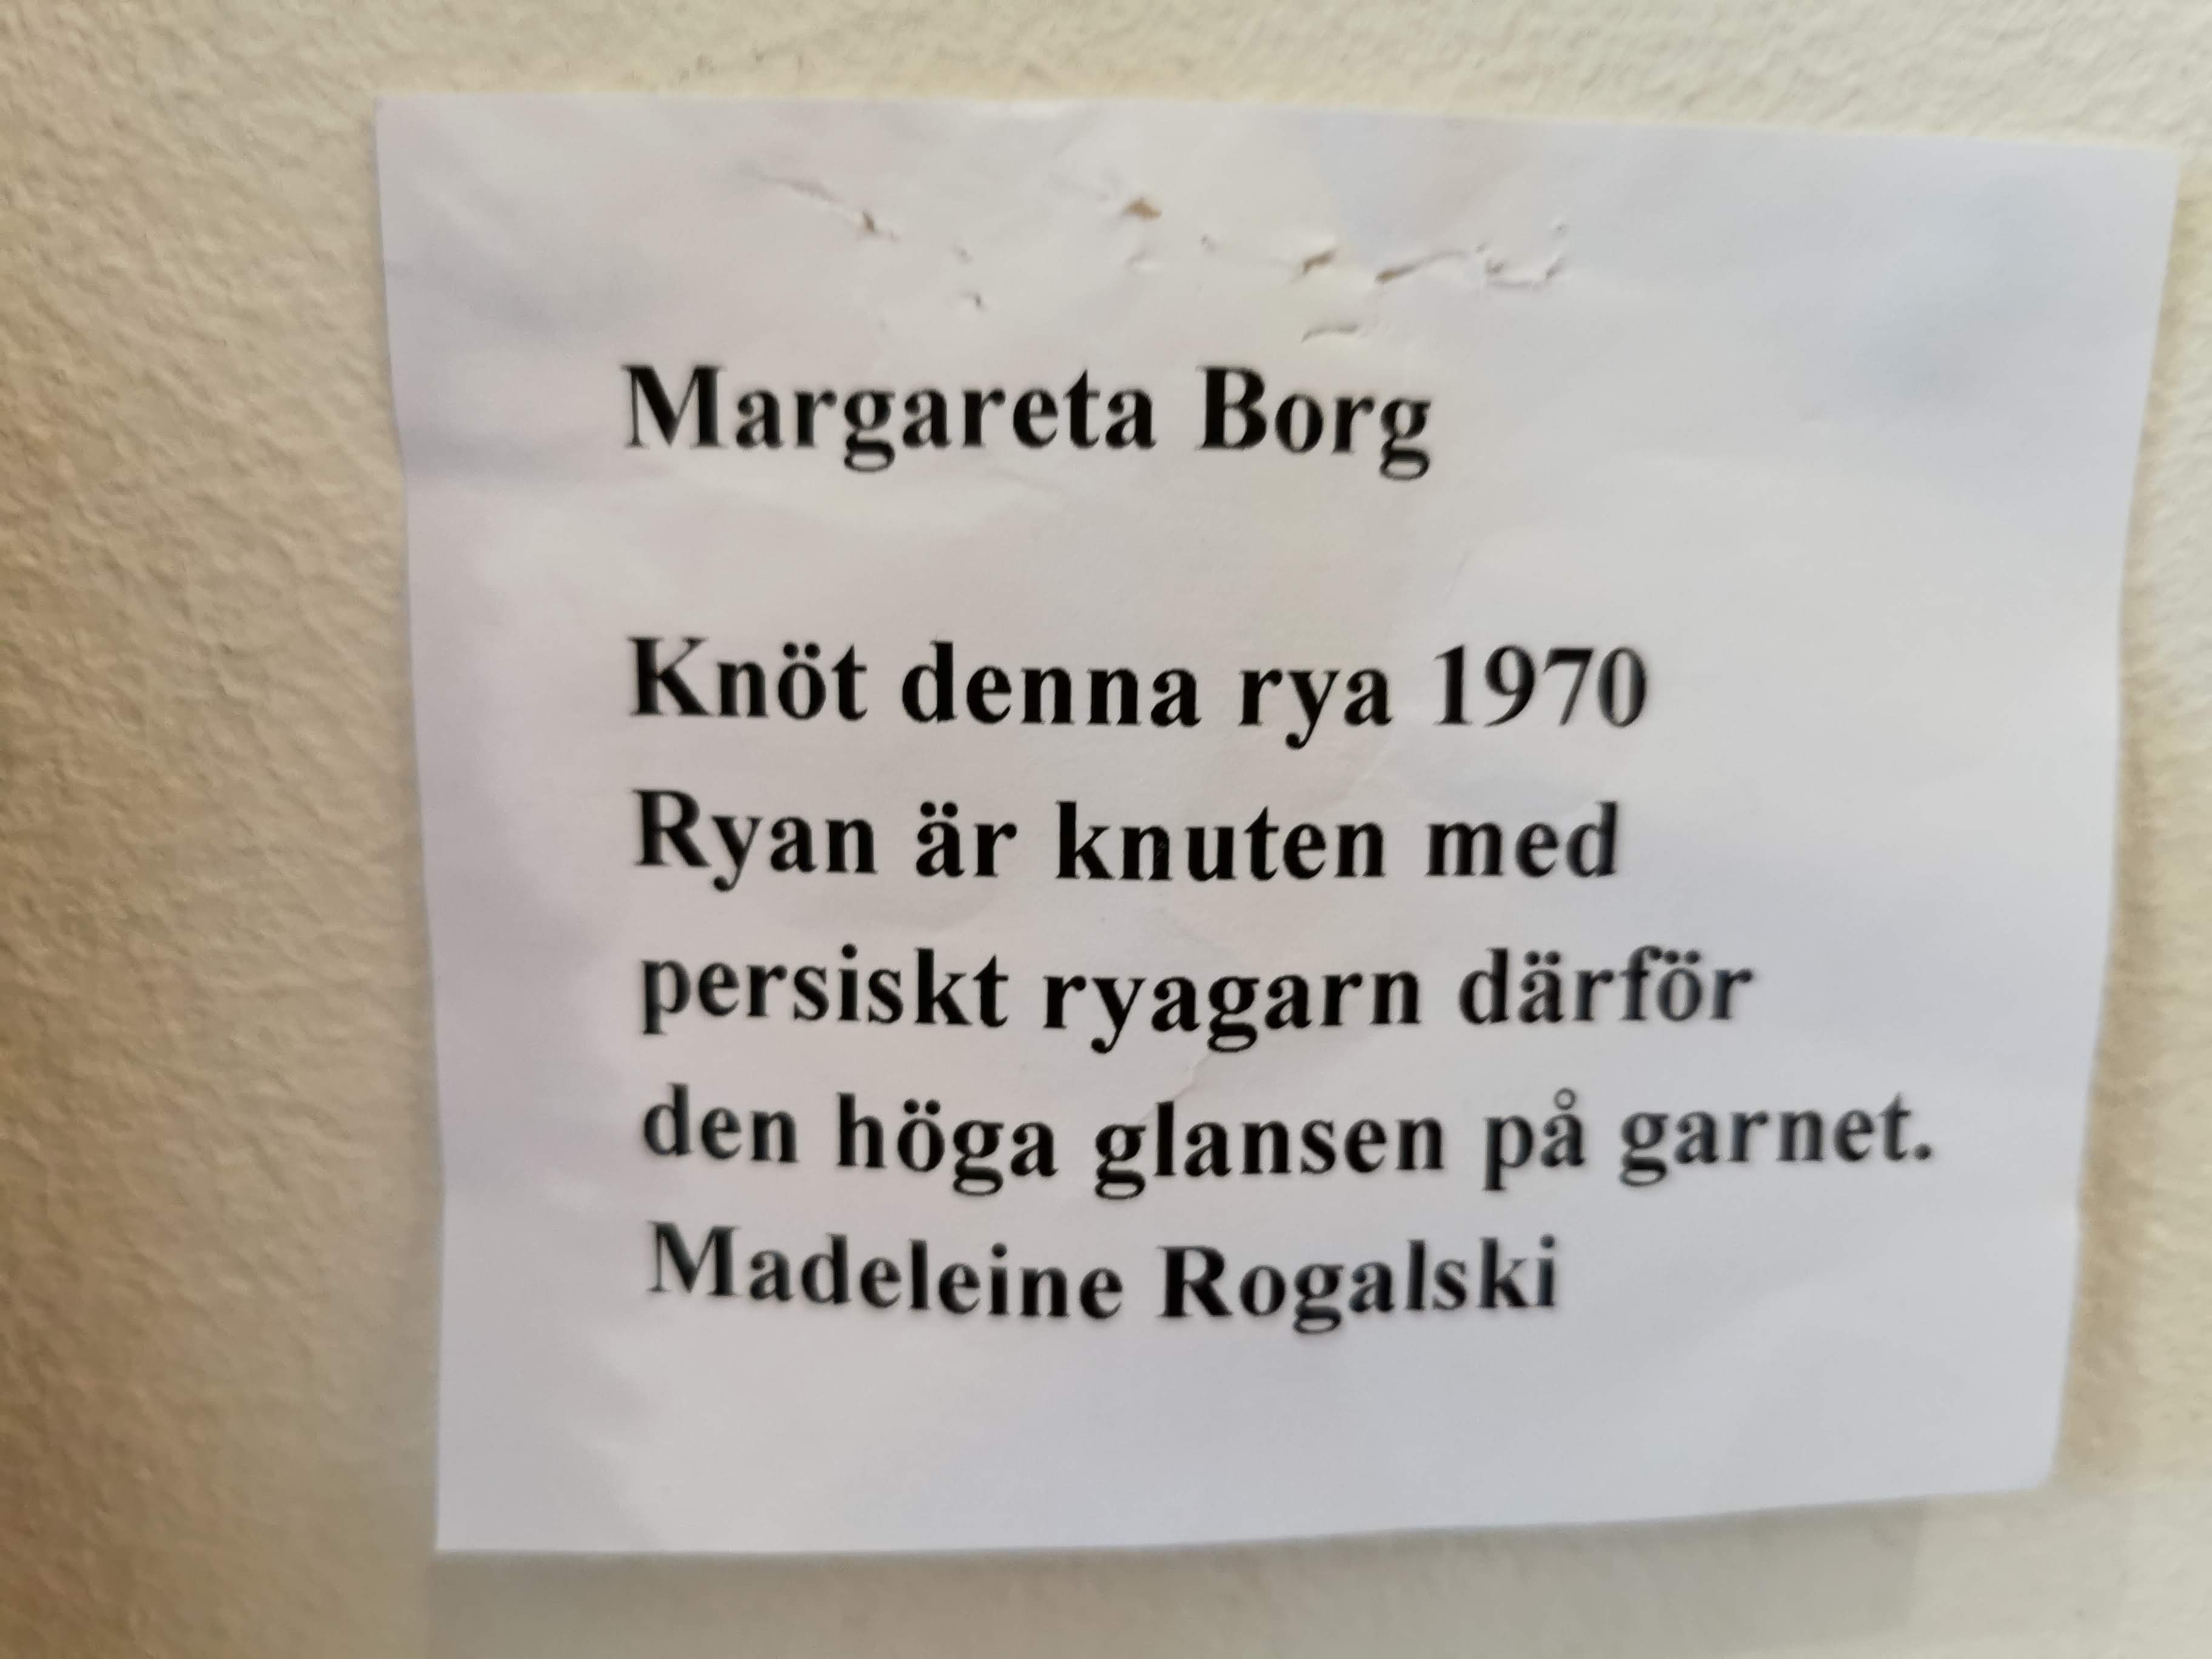 Margareta Borg
Knöt denna rya 1970
Ryan är knuten med
persiskt ryagarn därför
den höga glansen på garnet.
Madeleine Rogalski